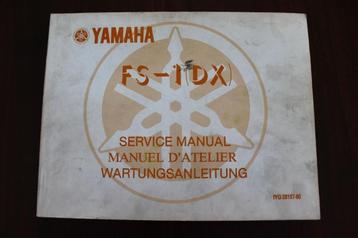 YAMAHA
FS-1(DX)
SERVICE MANUAL
MANUEL D'ATELIER
WARTUNGSANLEITUNG